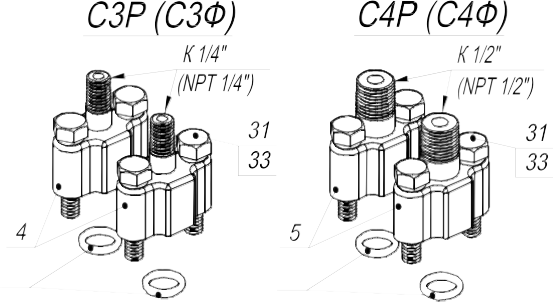 С3Р (С3Ф)
К 1/4"
(NPT 1/4")
31
33
4
С4Р (С4Ф)
К 1/2"
(NPT 1/2")
31
33
5